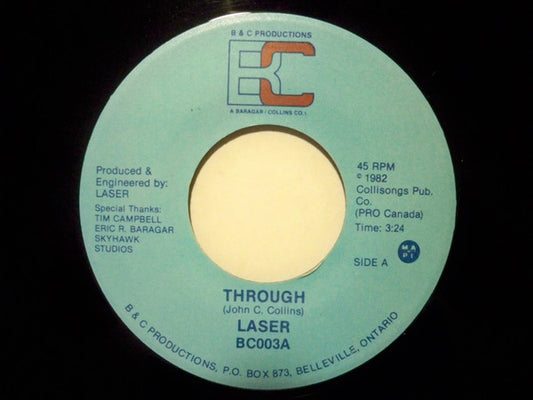 B & C PRODUCTIONS
BC
A BARAGAR / COLLINS CO.
Produced &
Engineered by:
LASER
Special Thanks:
TIM CAMPBELL
ERIC R. BARAGAR
SKYHAWK
STUDIOS
45 RPM
© 1982
Collisongs Pub.
Co.
(PRO Canada)
Time: 3:24
SIDE A
MAPI
THROUGH
(John C. Collins)
LASER
BC003A
B & C PRODUCTIONS, P.O. BOX 873, BELLEVILLE, ONTARIO